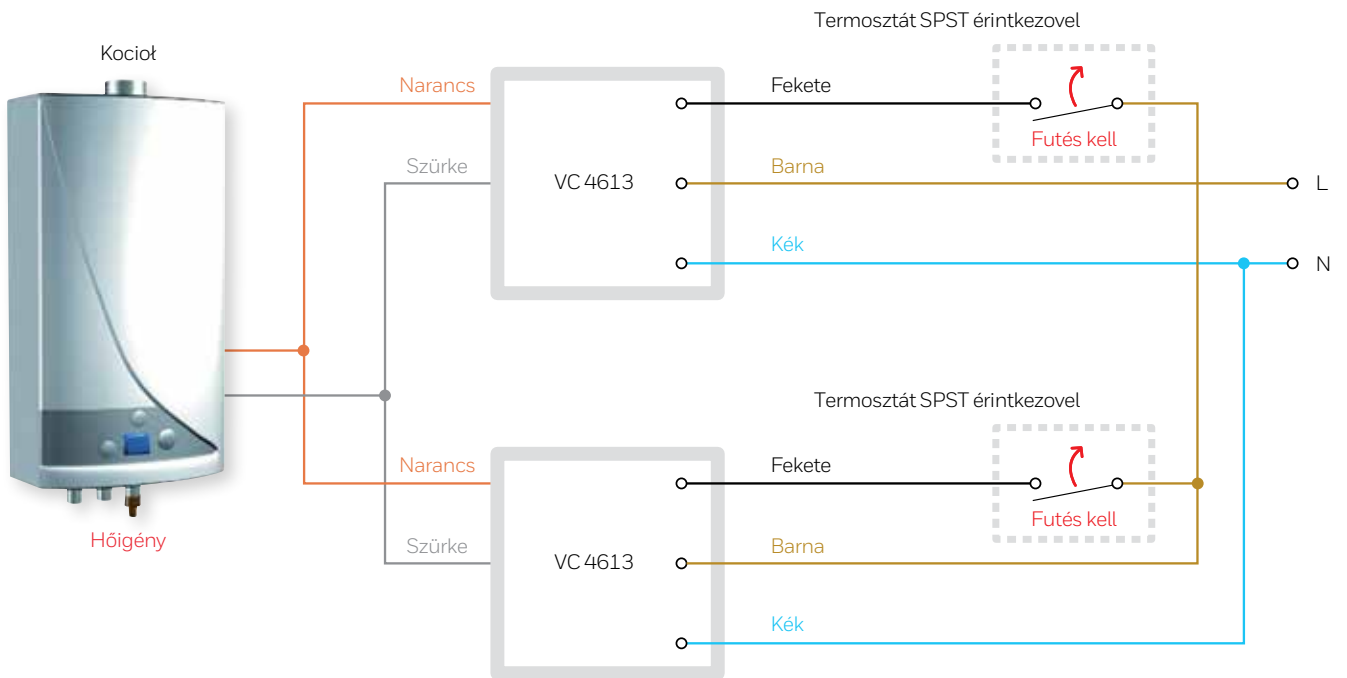 Termosztát SPST érintkezovel
Kocioł
Narancs
Fekete
Futés kell
Szürke
VC 4613
Barna
L
Kék
N
Termosztát SPST érintkezovel
Narancs
Fekete
Futés kell
Hőigény
Szürke
VC 4613
Barna
Kék